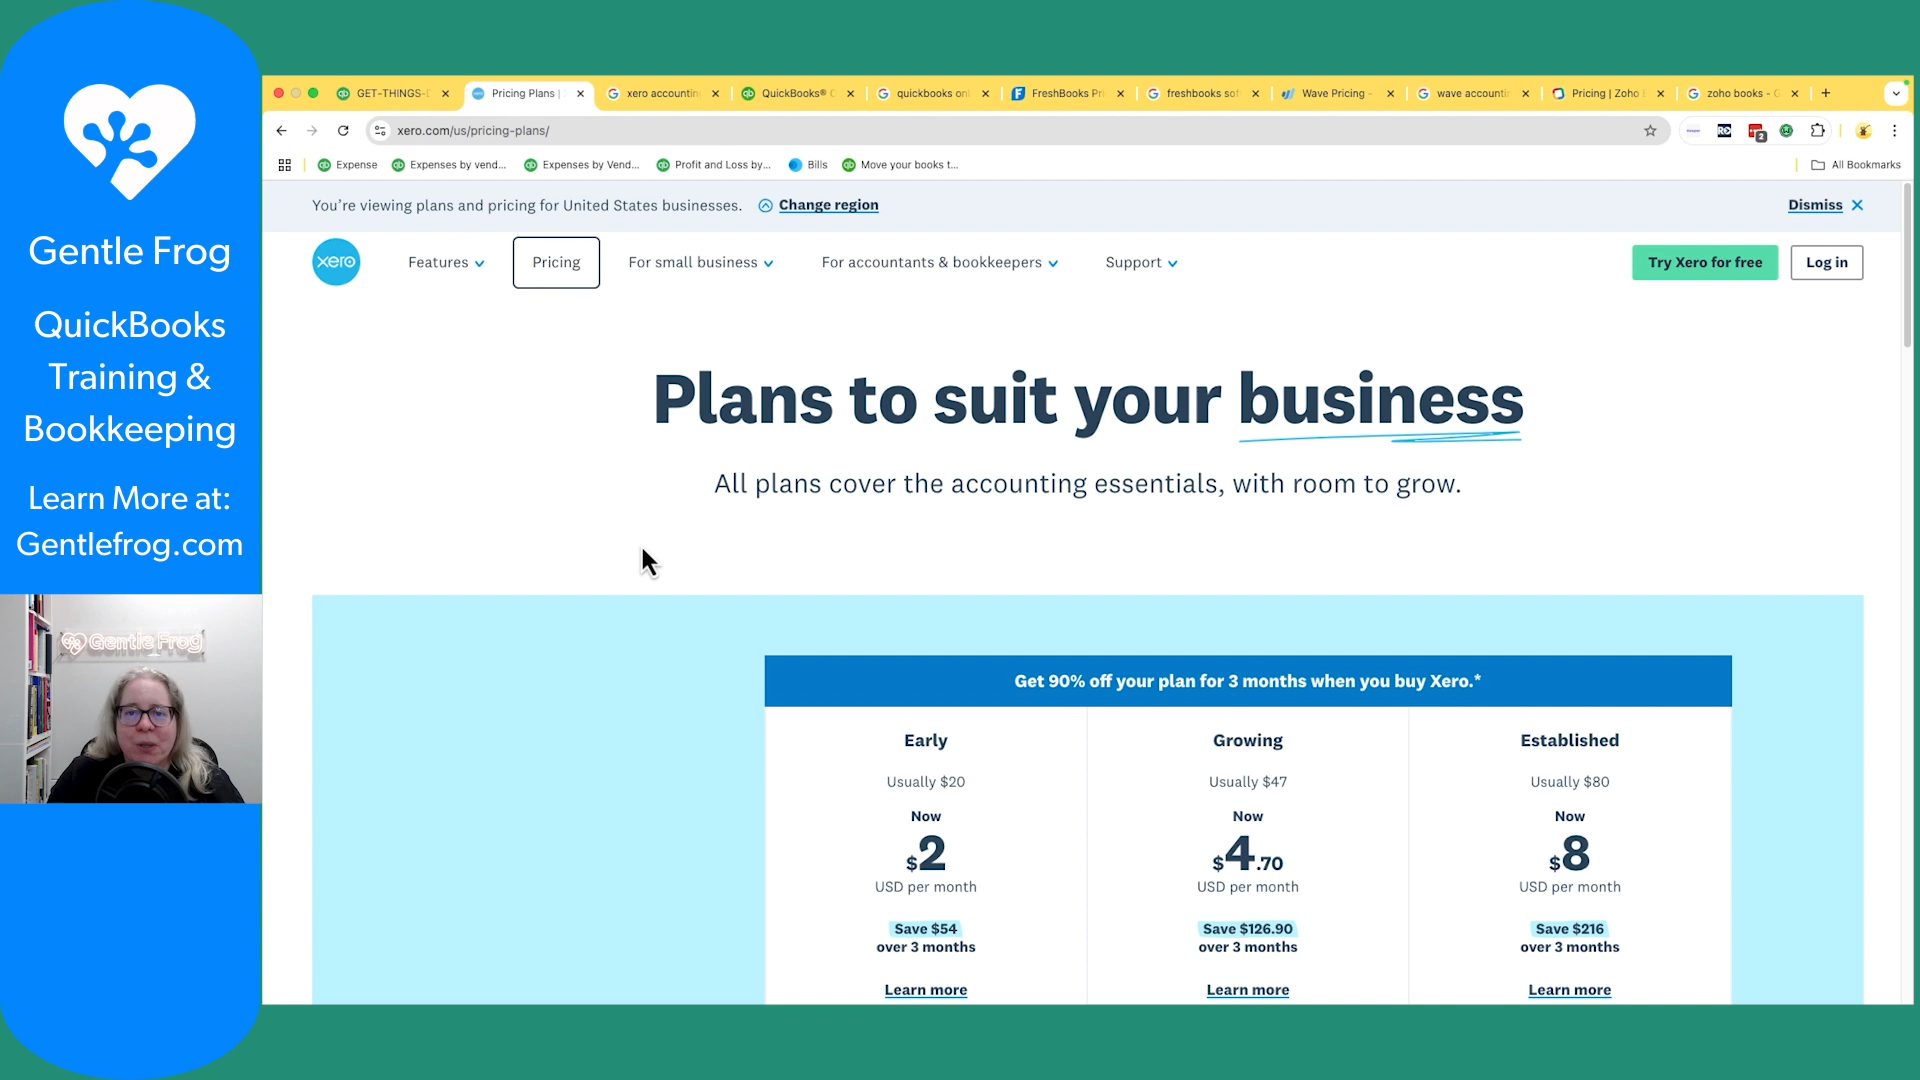 Gentle Frog
QuickBooks
Training &
Bookkeeping
Learn More at:
Gentlefrog.com
Gentle Frog
GET-THINGS-
Pricing Plans |
xero accountin
QuickBooks®
quickbooks on
FreshBooks Pr
freshbooks sof
Wave Pricing -
wave accounti
Pricing | Zoho
zoho books - G
xero.com/us/pricing-plans/
2
Expense
Expenses by vend...
Expenses by Vend...
Profit and Loss by...
Bills
Move your books t...
All Bookmarks
You're viewing plans and pricing for United States businesses. Change region
Dismiss
xero
Features
Pricing
For small business
For accountants & bookkeepers
Support
Try Xero for free
Log in
Plans to suit your business
All plans cover the accounting essentials, with room to grow.
Get 90% off your plan for 3 months when you buy Xero.*
Early
Usually $20
Now
$2
USD per month
Save $54
over 3 months
Learn more
Growing
Usually $47
Now
$4.70
USD per month
Save $126.90
over 3 months
Learn more
Established
Usually $80
Now
$8
USD per month
Save $216
over 3 months
Learn more